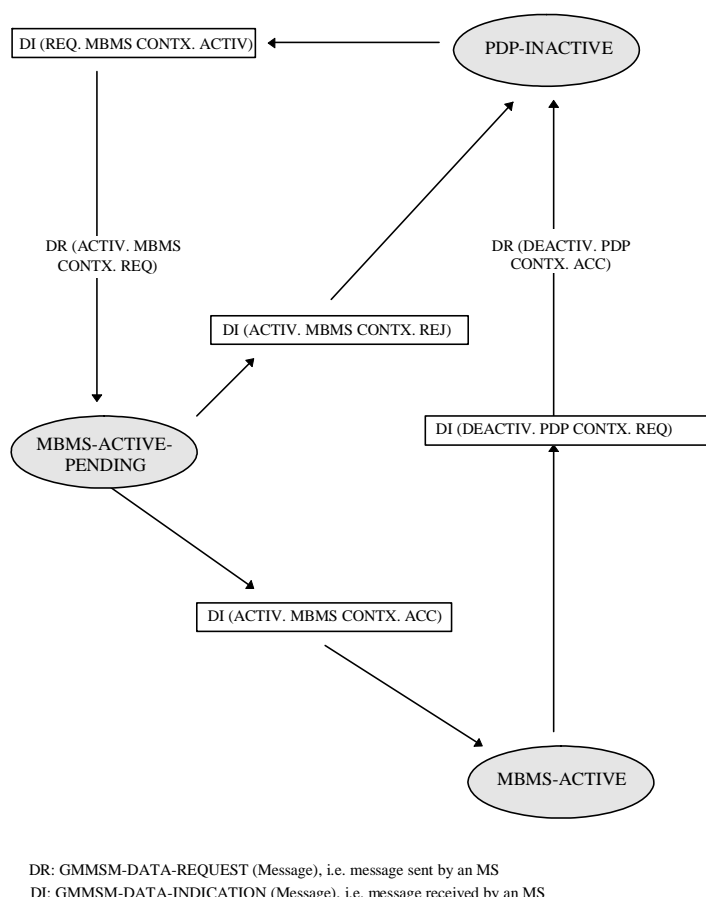 DI (REQ. MBMS CONTX. ACTIV)
PDP-INACTIVE
DR (ACTIV. MBMS
CONTX. REQ)
DR (DEACTIV. PDP
CONTX. ACC)
DI (ACTIV. MBMS CONTX. REJ)
MBMS-ACTIVE-
PENDING
DI (DEACTIV. PDP CONTX. REQ)
DI (ACTIV. MBMS CONTX. ACC)
MBMS-ACTIVE
DR: GMMSM-DATA-REQUEST (Message), i.e. message sent by an MS
DI: GMMSM-DATA-INDICATION (Message), i.e. message received by an MS